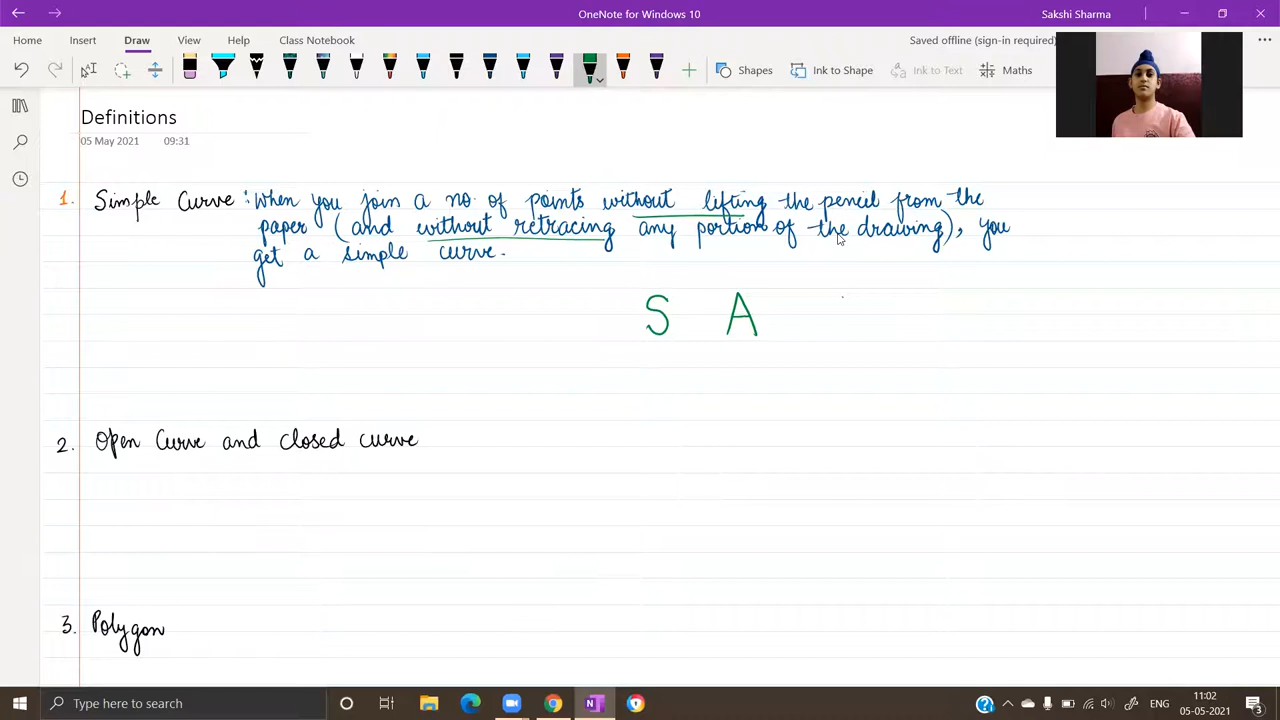 OneNote for Windows 10
Sakshi Sharma
Home Insert Draw View Help Class Notebook
Saved offline (sign-in required)
Shapes Ink to Shape Ink to Text Maths
Definitions
05 May 2021 09:31
1. Simple Curve : When you join a no. of points without lifting the pencil from the
paper (and without retracing any portion of the drawing), you
get a simple curve.
S A
2. Open Curve and closed curve
3. Polygon
Type here to search
ENG
11:02
05-05-2021
3